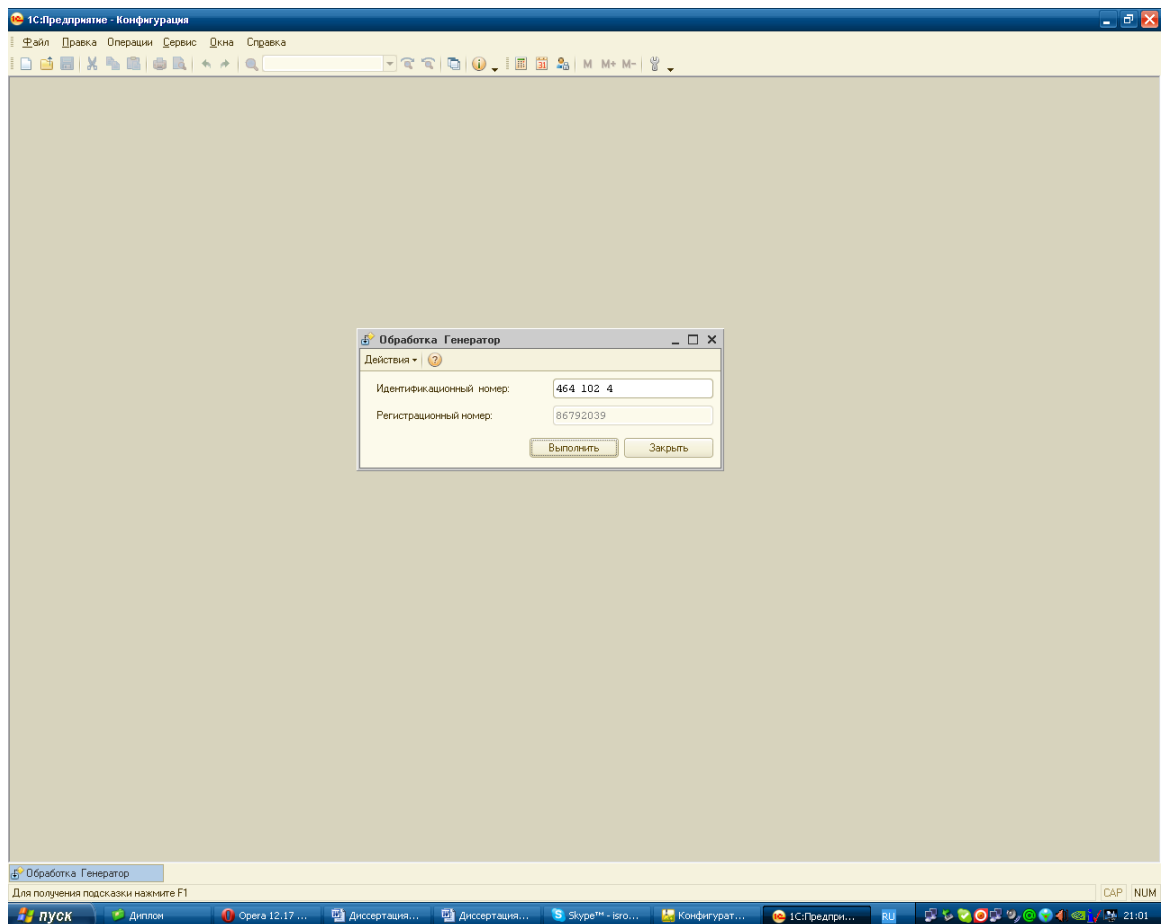 1С:Предприятие - Конфигурация
Файл Правка Операции Сервис Окна Справка
31 M M+ M-
Обработка Генератор
Действия
Идентификационный номер: 464 102 4
Регистрационный номер: 86792039
Выполнить Закрыть
Обработка Генератор
Для получения подсказки нажмите F1 CAP NUM
пуск Диплом Opera 12.17 ... Диссертация... Диссертация... Skype™ - isro... Конфигурат... 1С:Предпри... RU 21:01